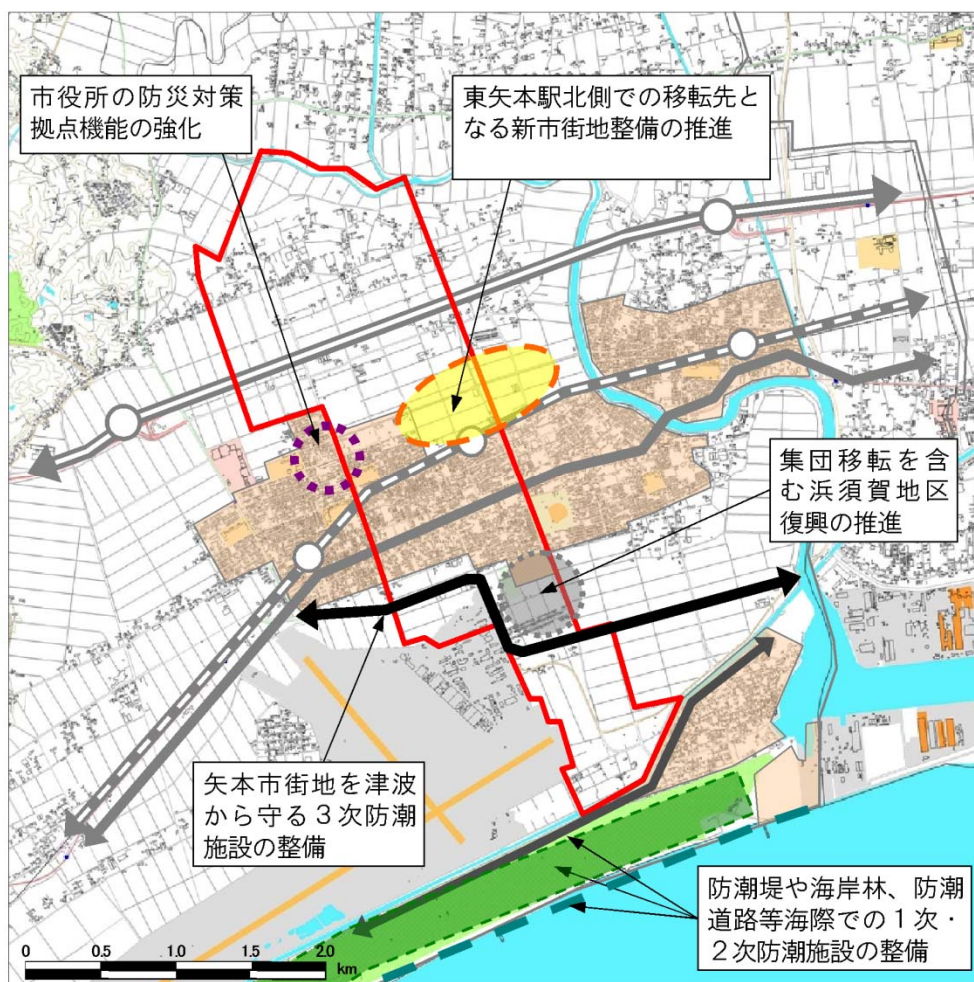 市役所の防災対策
拠点機能の強化
東矢本駅北側での移転先と
なる新市街地整備の推進
集団移転を含
む浜須賀地区
復興の推進
矢本市街地を津波
から守る３次防潮
施設の整備
防潮堤や海岸林、防潮
道路等海際での１次・
２次防潮施設の整備
0 0.5 1.0 1.5 2.0
km